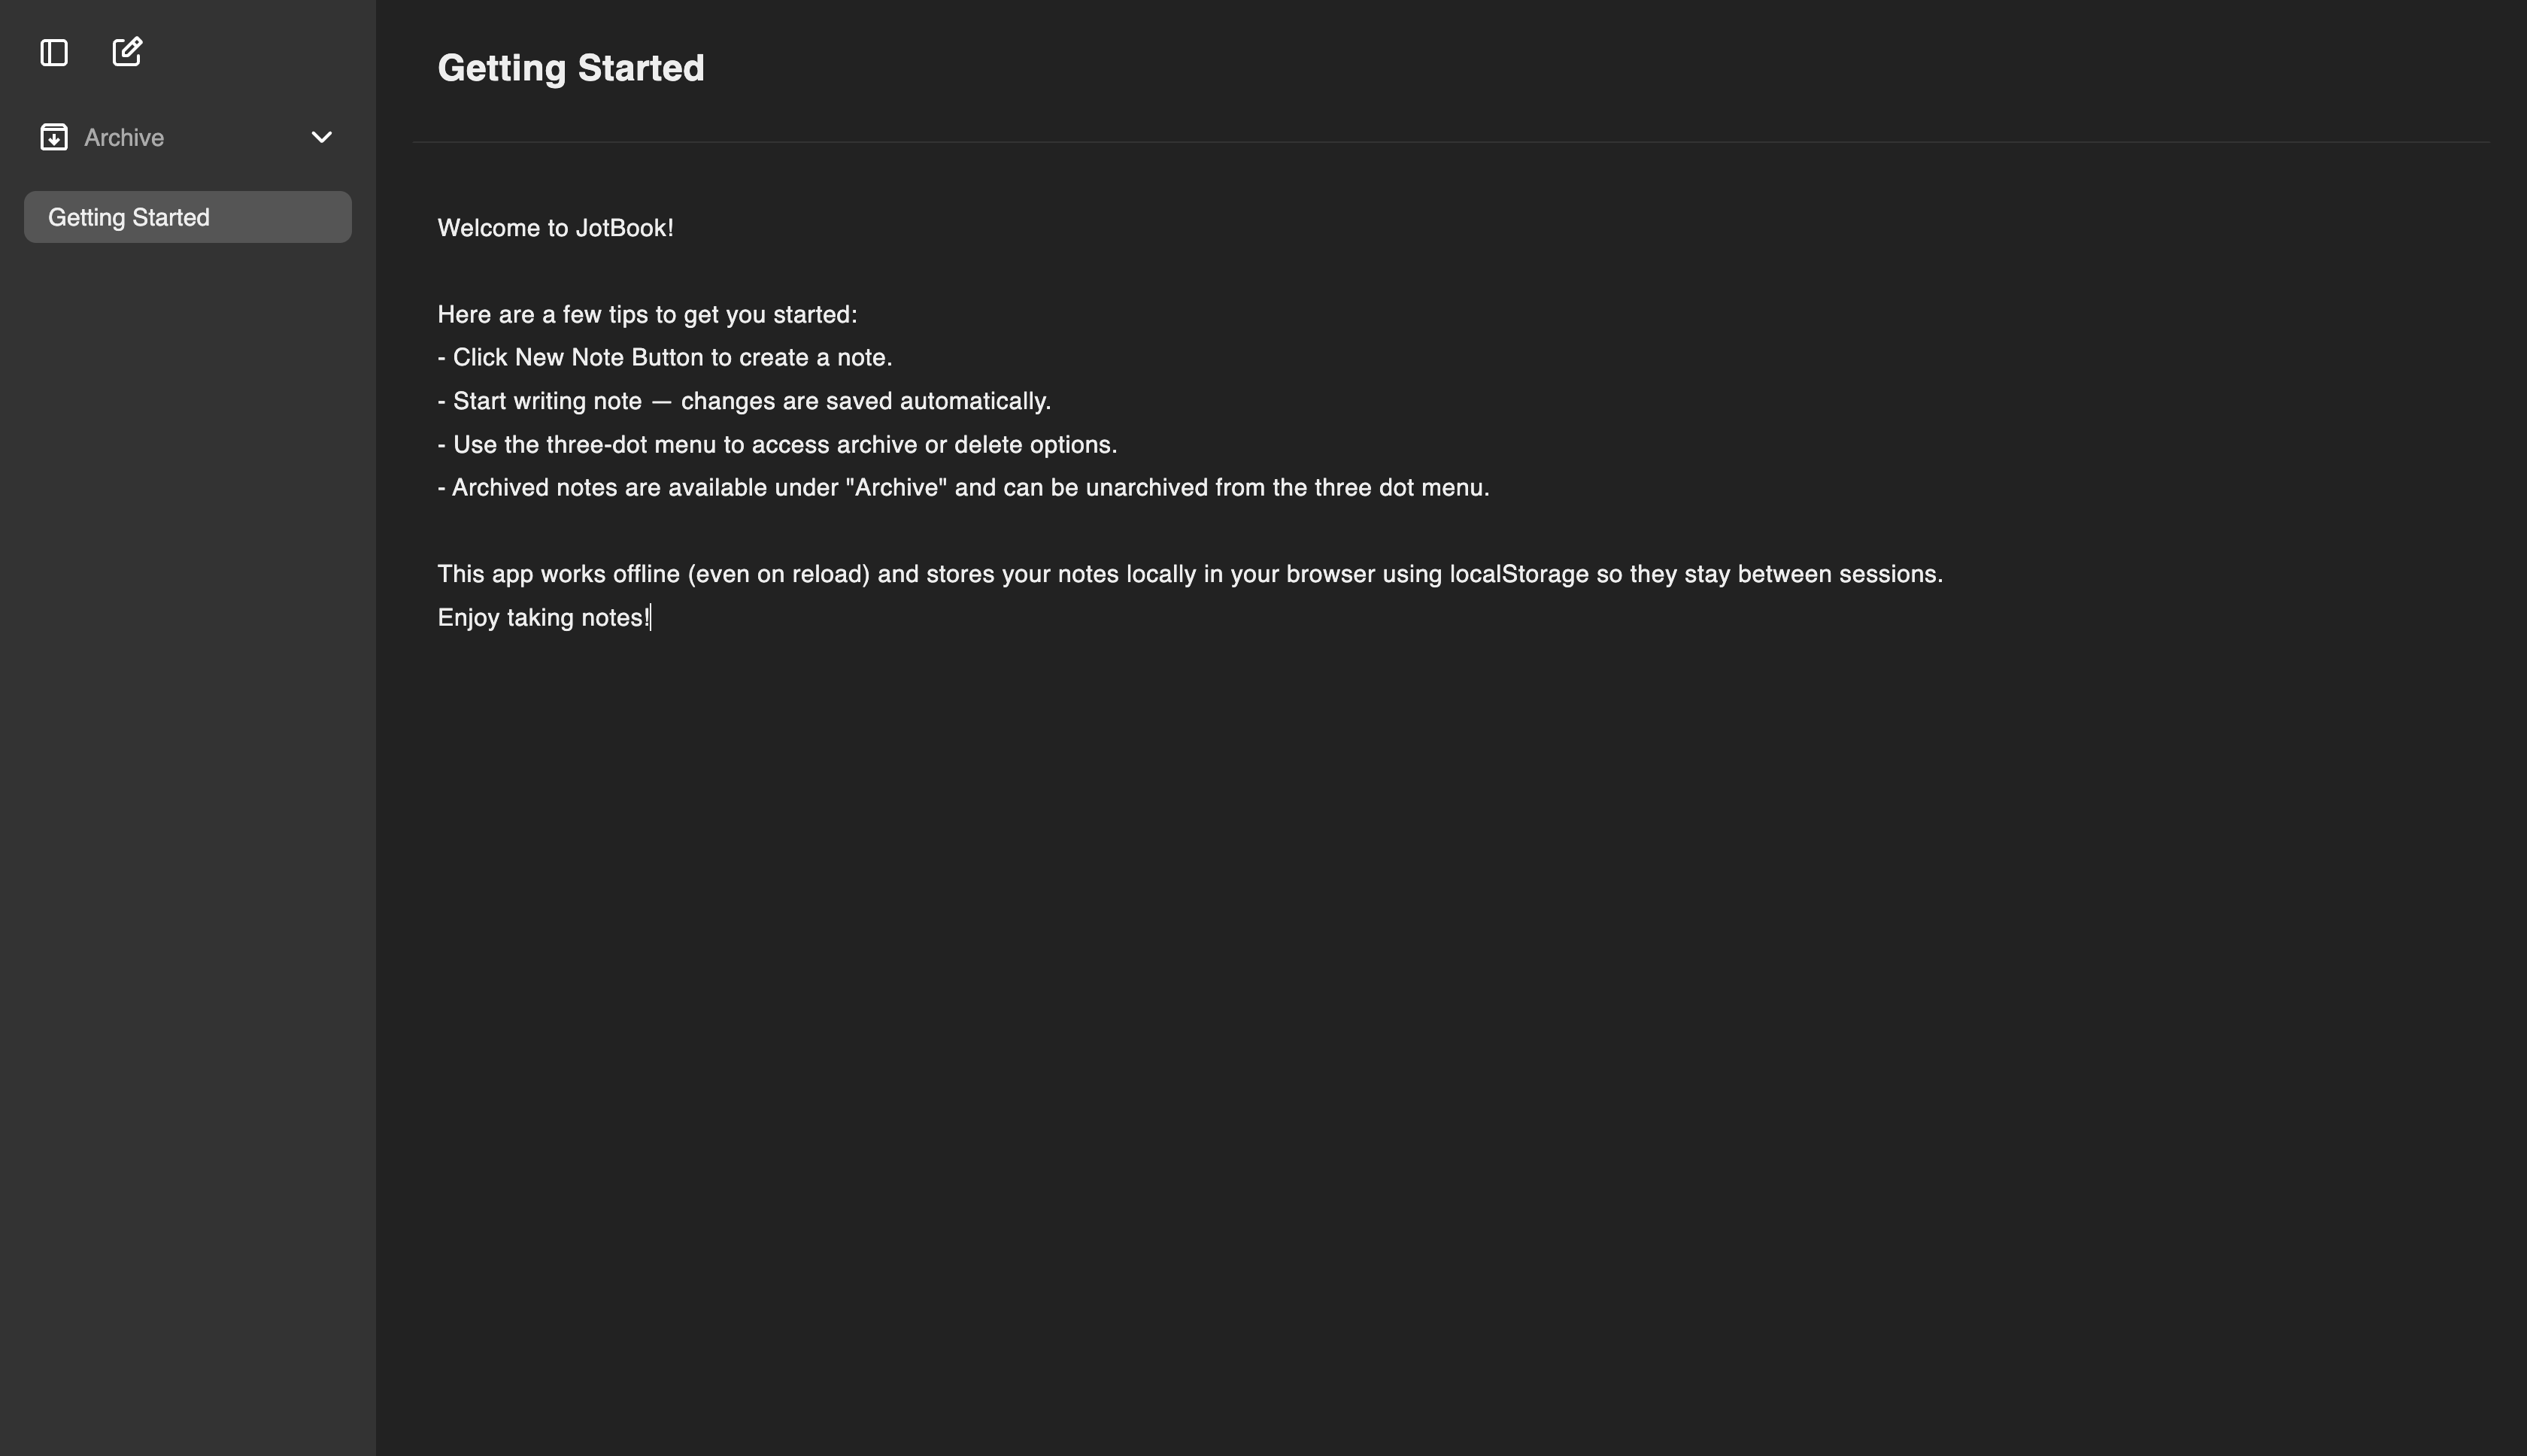 Archive
Getting Started
Getting Started
Welcome to JotBook!
Here are a few tips to get you started:
- Click New Note Button to create a note.
- Start writing note — changes are saved automatically.
- Use the three-dot menu to access archive or delete options.
- Archived notes are available under "Archive" and can be unarchived from the three dot menu.
This app works offline (even on reload) and stores your notes locally in your browser using localStorage so they stay between sessions.
Enjoy taking notes!